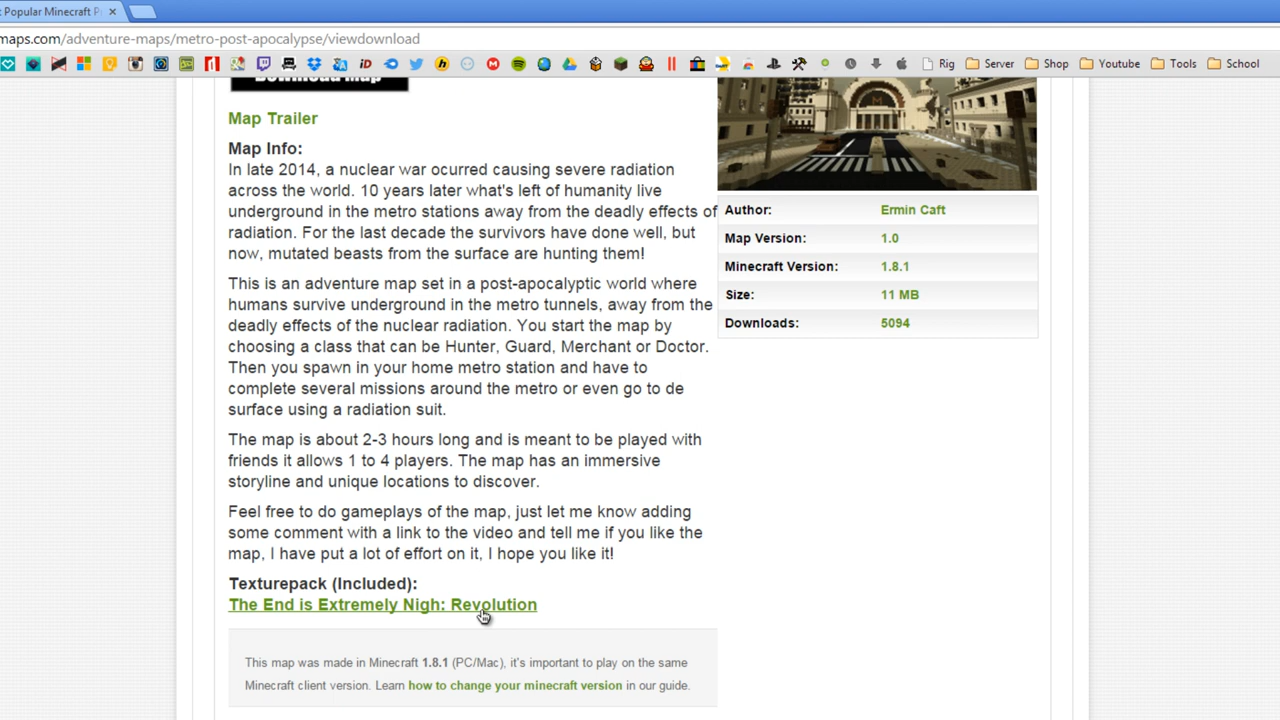 Popular Minecraft P
maps.com/adventure-maps/metro-post-apocalypse/viewdownload
Rig Server Shop Youtube Tools School
Download Map
Map Trailer
Map Info:
In late 2014, a nuclear war ocurred causing severe radiation
across the world. 10 years later what's left of humanity live
underground in the metro stations away from the deadly effects of
radiation. For the last decade the survivors have done well, but
now, mutated beasts from the surface are hunting them!
This is an adventure map set in a post-apocalyptic world where
humans survive underground in the metro tunnels, away from the
deadly effects of the nuclear radiation. You start the map by
choosing a class that can be Hunter, Guard, Merchant or Doctor.
Then you spawn in your home metro station and have to
complete several missions around the metro or even go to de
surface using a radiation suit.
The map is about 2-3 hours long and is meant to be played with
friends it allows 1 to 4 players. The map has an immersive
storyline and unique locations to discover.
Feel free to do gameplays of the map, just let me know adding
some comment with a link to the video and tell me if you like the
map, I have put a lot of effort on it, I hope you like it!
Texturepack (Included):
The End is Extremely Nigh: Revolution
This map was made in Minecraft 1.8.1 (PC/Mac), it's important to play on the same
Minecraft client version. Learn how to change your minecraft version in our guide.
Author: Ermin Caft
Map Version: 1.0
Minecraft Version: 1.8.1
Size: 11 MB
Downloads: 5094